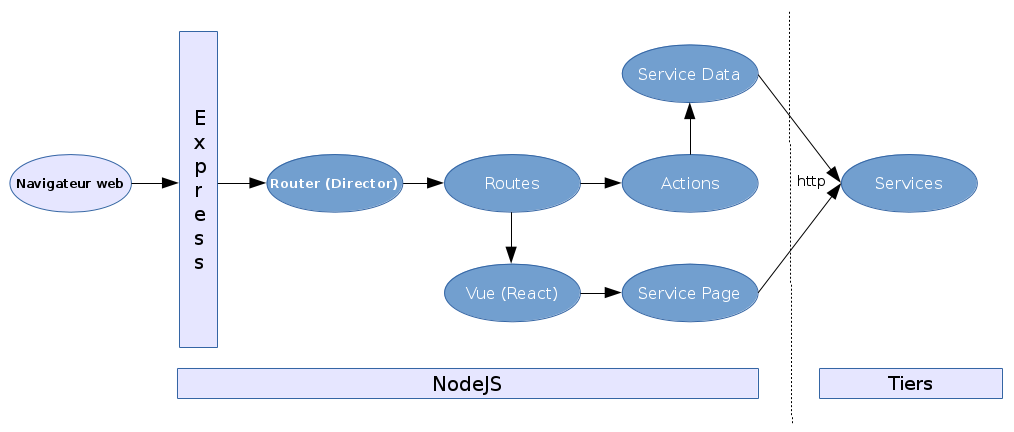 Service Data
Express
Navigateur web
Router (Director)
Routes
Actions
http
Services
Vue (React)
Service Page
NodeJS
Tiers